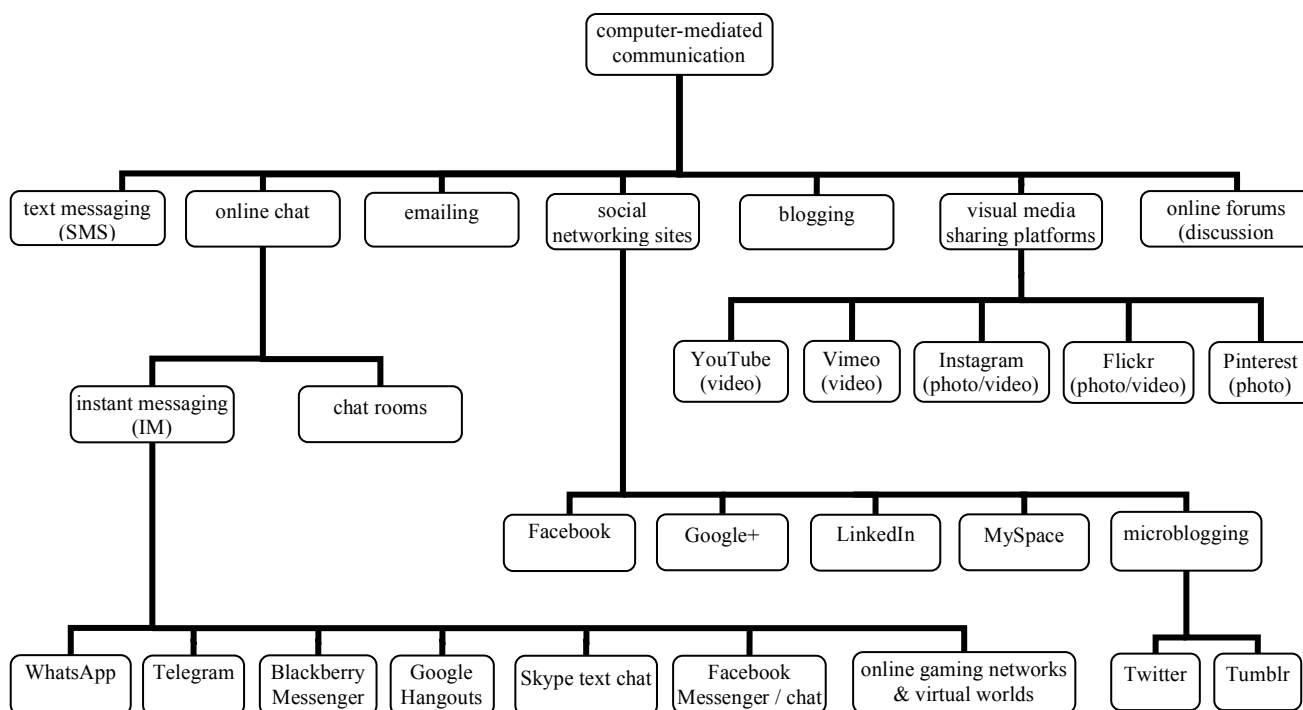 computer-mediated
communication
text messaging
(SMS)
online chat
emailing
social
networking sites
blogging
visual media
sharing platforms
online forums
(discussion
YouTube
(video)
Vimeo
(video)
Instagram
(photo/video)
Flickr
(photo/video)
Pinterest
(photo)
instant messaging
(IM)
chat rooms
Facebook
Google+
LinkedIn
MySpace
microblogging
WhatsApp
Telegram
Blackberry
Messenger
Google
Hangouts
Skype text chat
Facebook
Messenger / chat
online gaming networks
& virtual worlds
Twitter
Tumblr